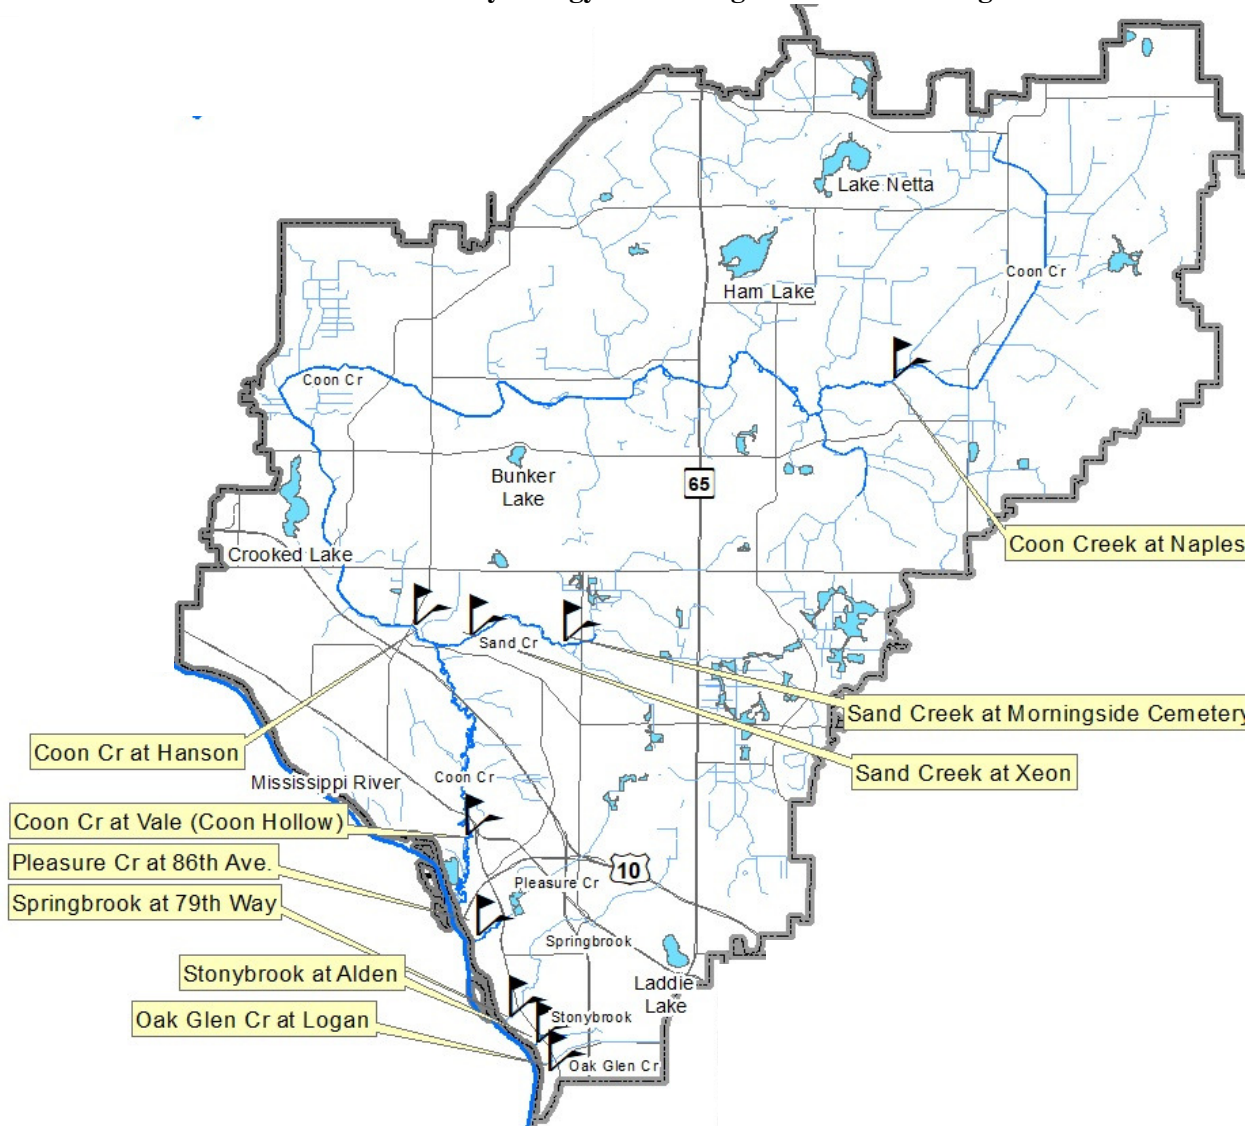 Lake Netta
Coon Cr
Ham Lake
Coon Cr
Bunker
Lake
65
Coon Creek at Naples
Crooked Lake
Sand Cr
Sand Creek at Morningside Cemetery
Coon Cr at Hanson
Sand Creek at Xeon
Mississippi River
Coon Cr
Coon Cr at Vale (Coon Hollow)
Pleasure Cr at 86th Ave.
10
Pleasure Cr
Springbrook at 79th Way
Springbrook
Stonybrook at Alden
Laddie
Lake
Oak Glen Cr at Logan
Stonybrook
Oak Glen Cr